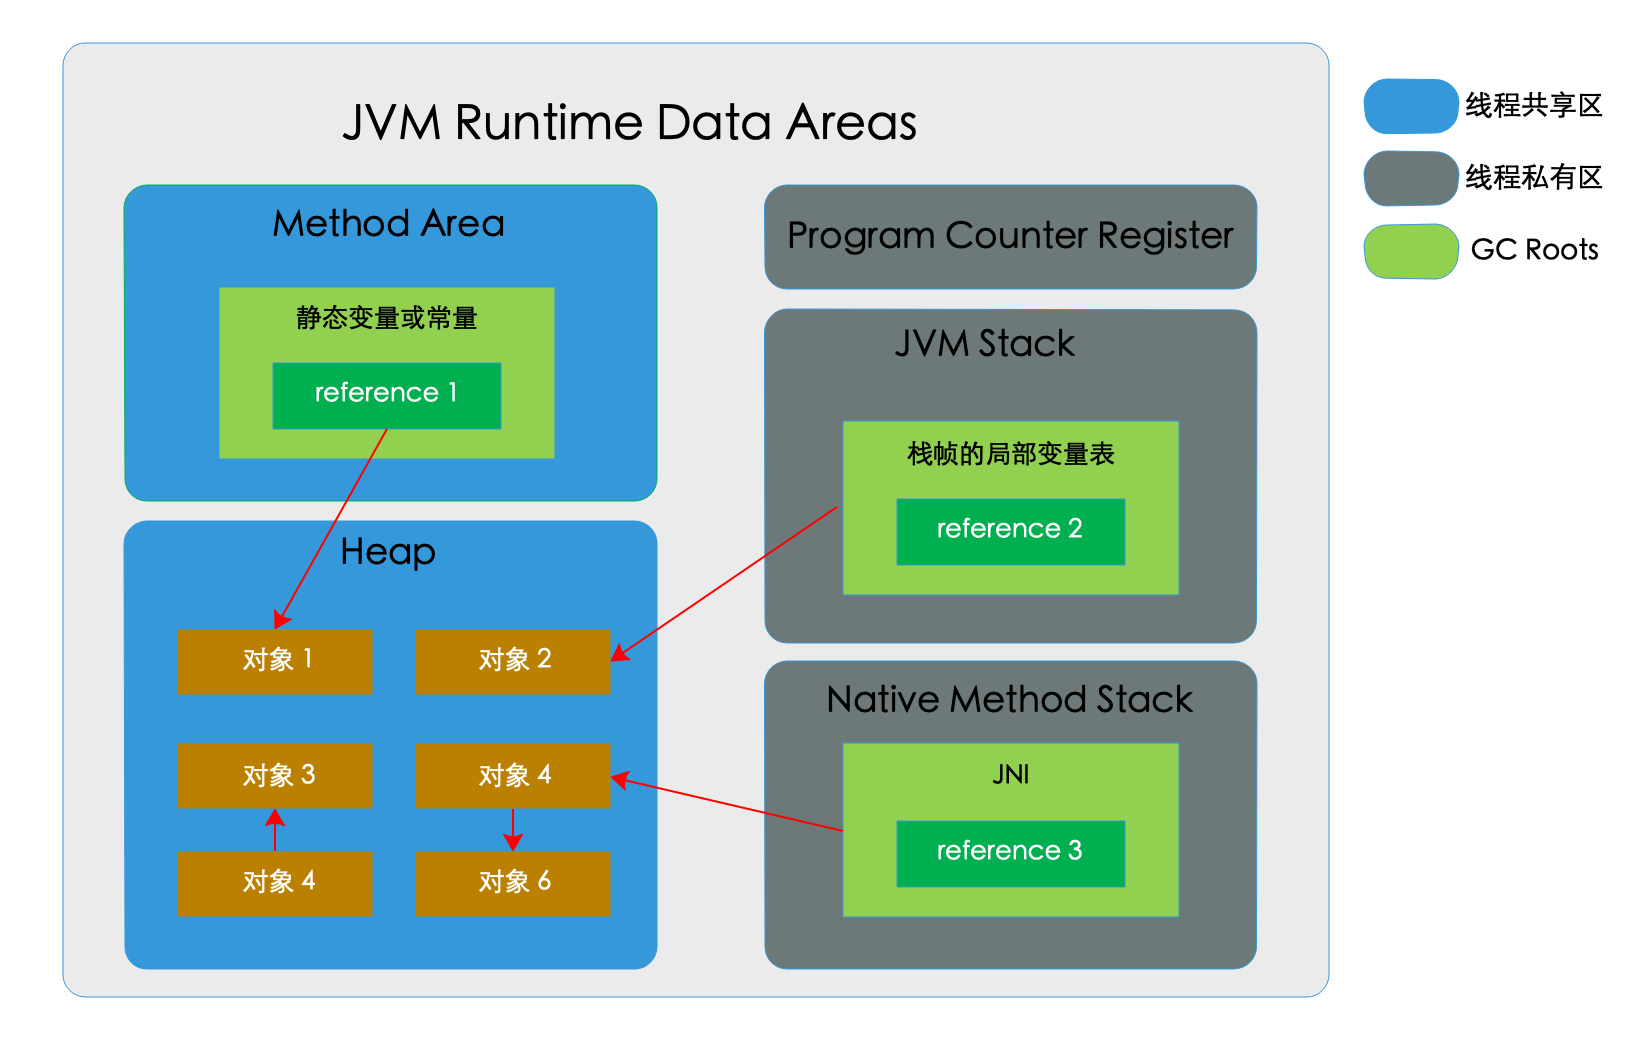 JVM Runtime Data Areas
线程共享区
线程私有区
GC Roots
Method Area
静态变量或常量
reference 1
Heap
对象 1
对象 2
对象 3
对象 4
对象 4
对象 6
Program Counter Register
JVM Stack
栈帧的局部变量表
reference 2
Native Method Stack
JNI
reference 3